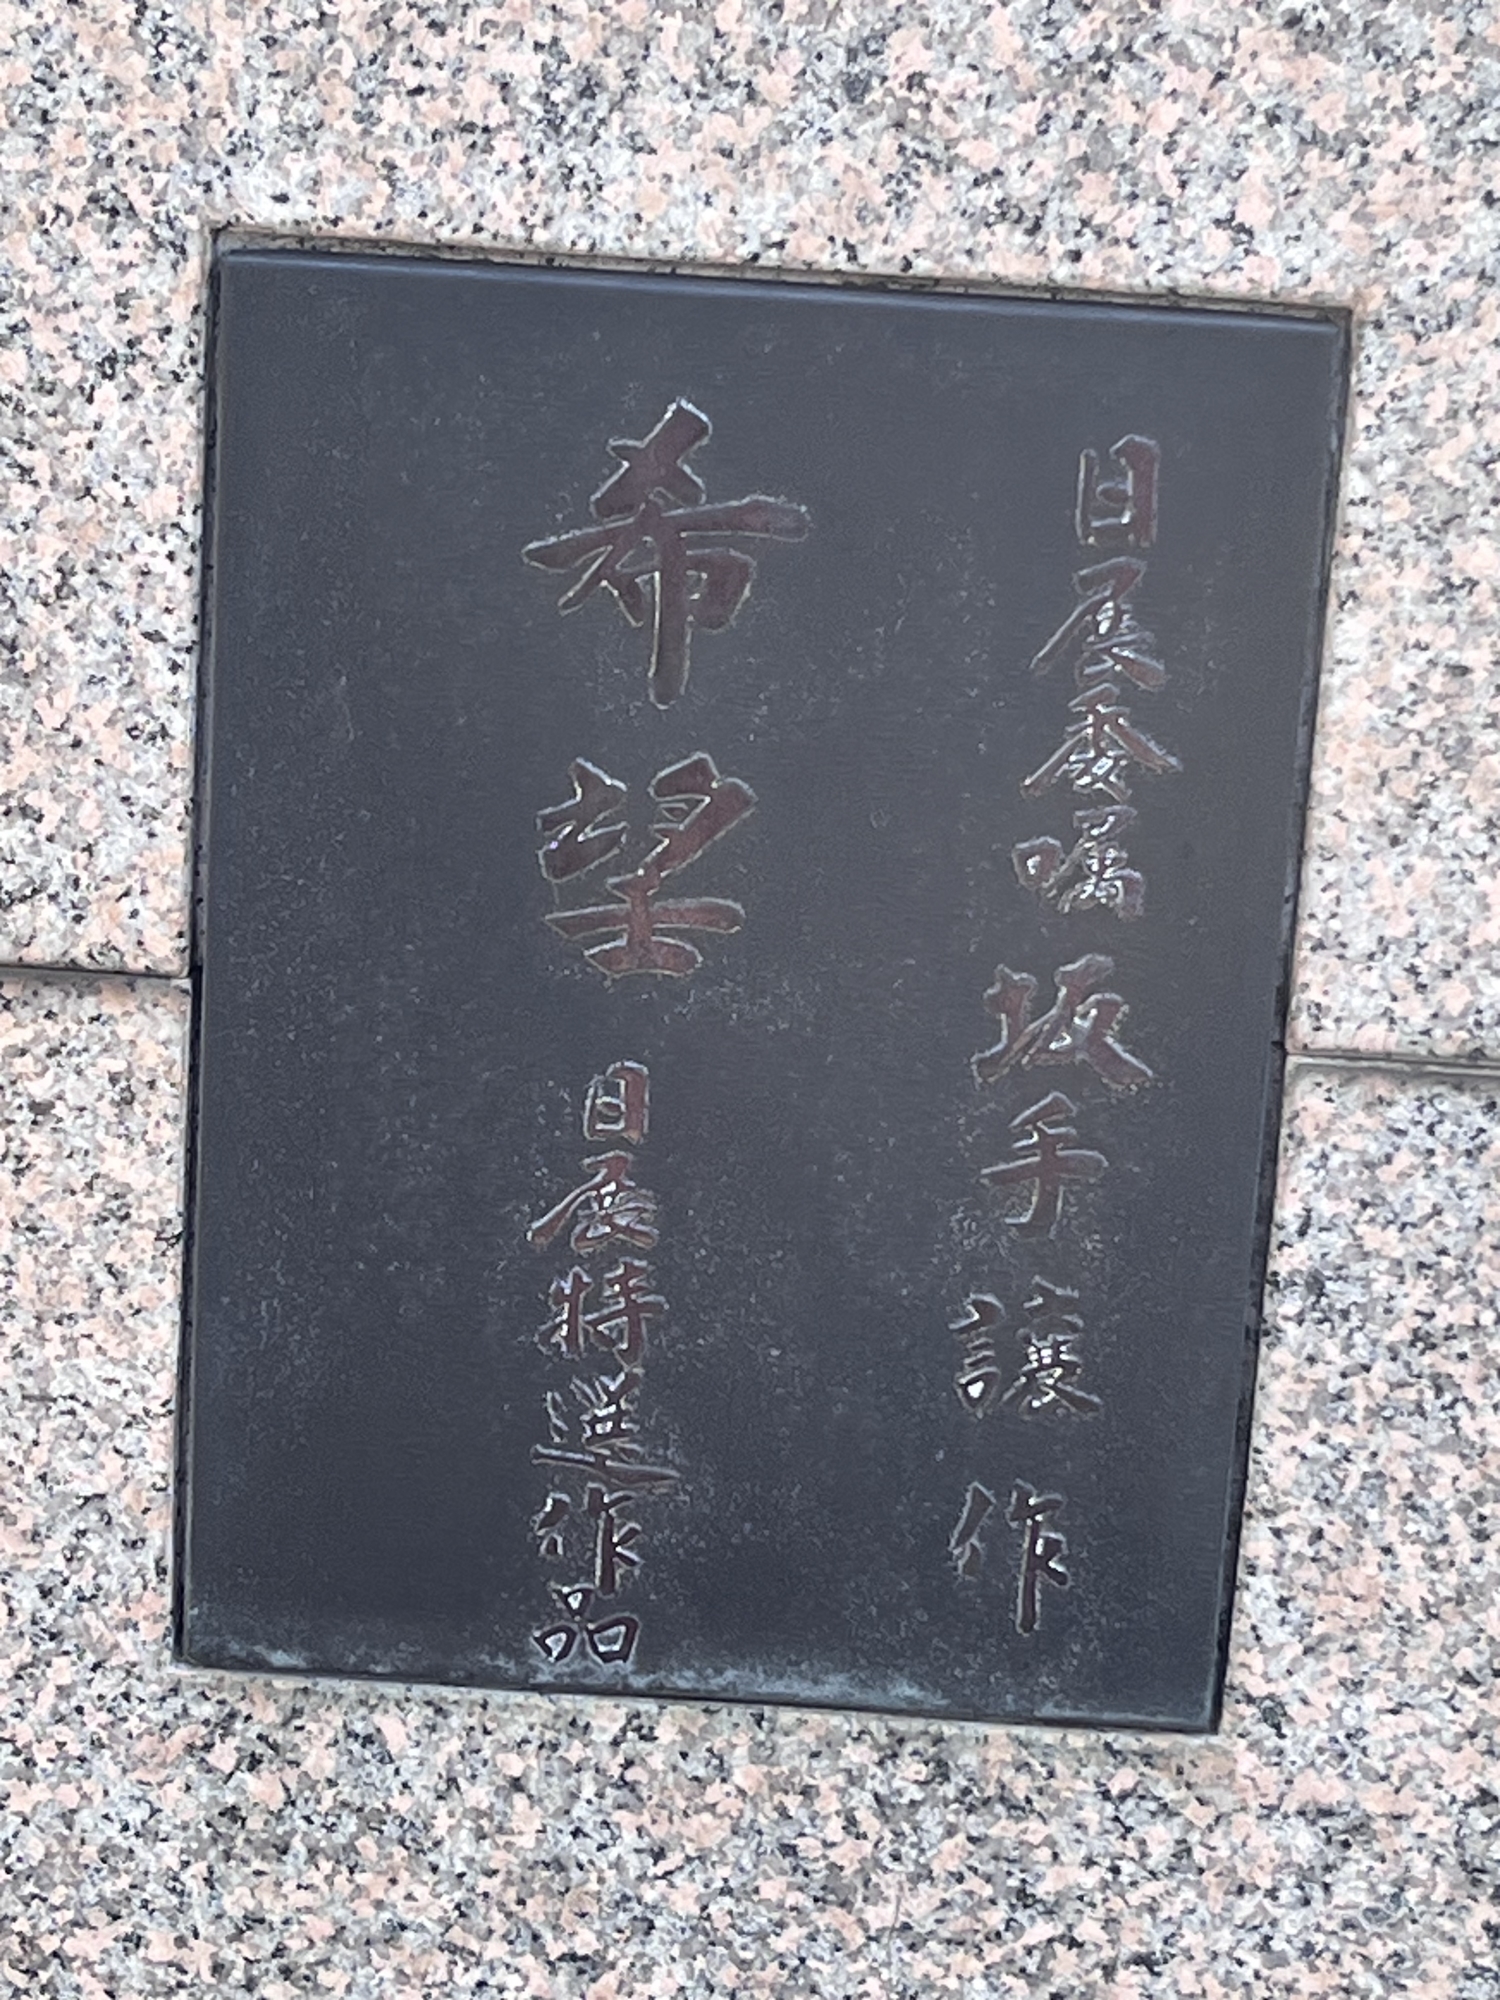 日展委嘱 坂手譲 作
希望 日展特選作品